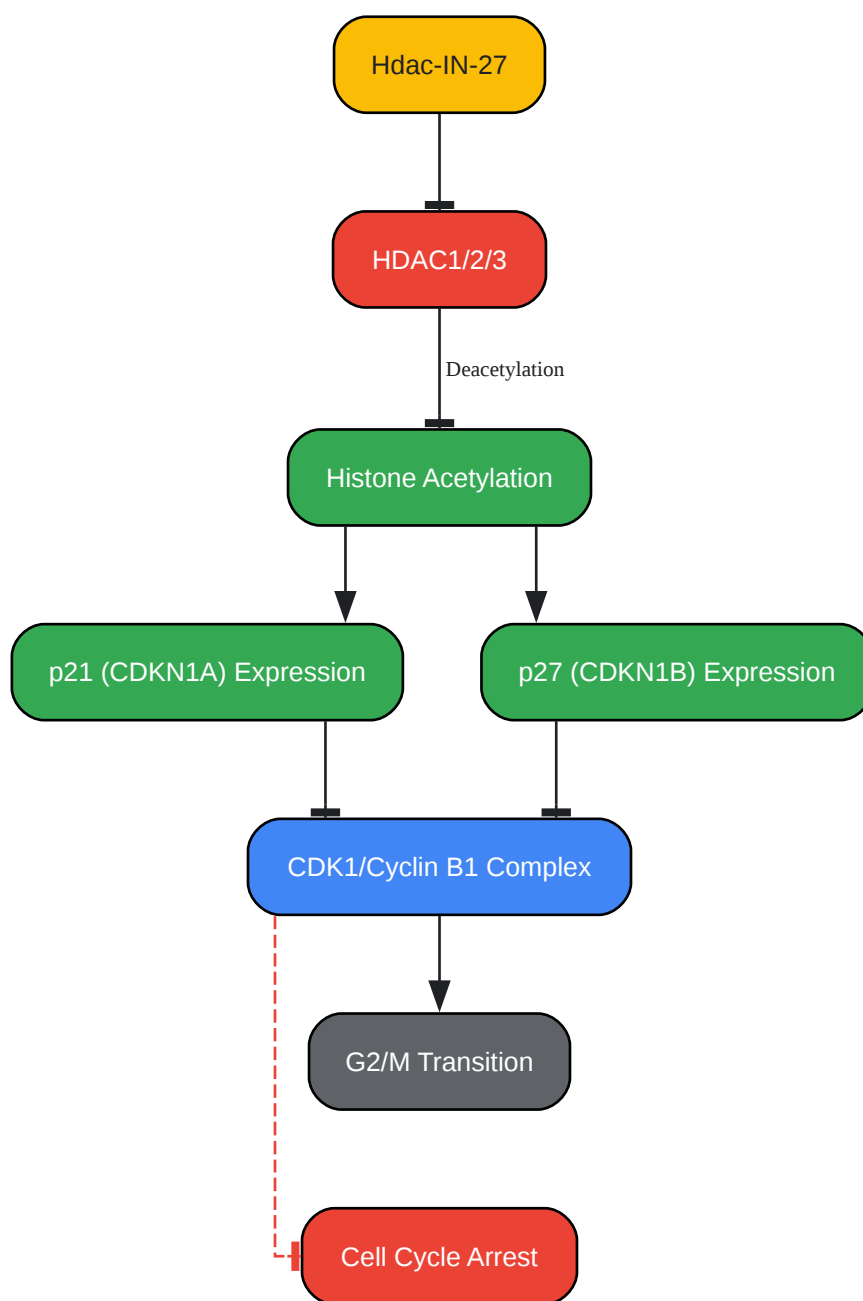 Hdac-IN-27
HDAC1/2/3
Deacetylation
Histone Acetylation
p21 (CDKN1A) Expression
p27 (CDKN1B) Expression
CDK1/Cyclin B1 Complex
G2/M Transition
Cell Cycle Arrest